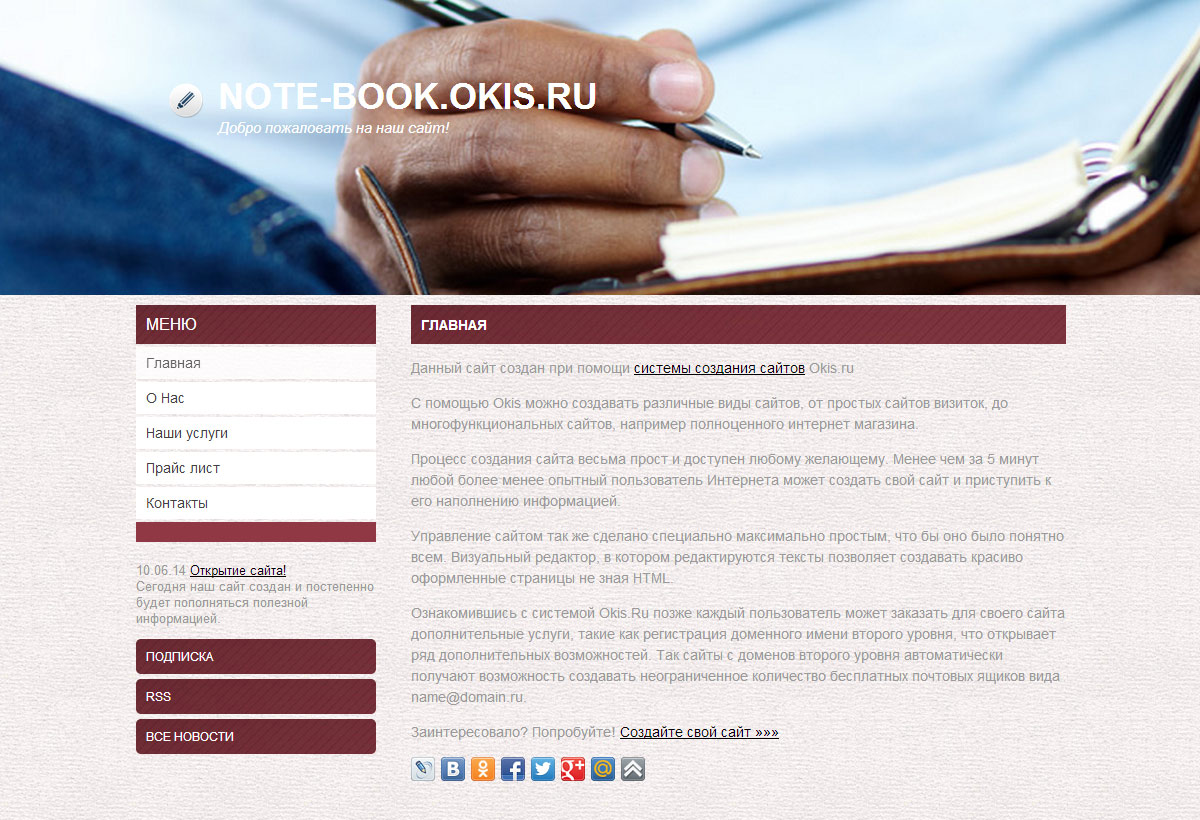 NOTE-BOOK.OKIS.RU
Добро пожаловать на наш сайт!
МЕНЮ
Главная
О Нас
Наши услуги
Прайс лист
Контакты
10.06.14 Открытие сайта!
Сегодня наш сайт создан и постепенно
будет пополняться полезной
информацией.
ПОДПИСКА
RSS
ВСЕ НОВОСТИ
ГЛАВНАЯ
Данный сайт создан при помощи системы создания сайтов Okis.ru
С помощью Okis можно создавать различные виды сайтов, от простых сайтов визиток, до
многофункциональных сайтов, например полноценного интернет магазина.
Процесс создания сайта весьма прост и доступен любому желающему. Менее чем за 5 минут
любой более менее опытный пользователь Интернета может создать свой сайт и приступить к
его наполнению информацией.
Управление сайтом так же сделано специально максимально простым, что бы оно было понятно
всем. Визуальный редактор, в котором редактируются тексты позволяет создавать красиво
оформленные страницы не зная HTML.
Ознакомившись с системой Okis.Ru позже каждый пользователь может заказать для своего сайта
дополнительные услуги, такие как регистрация доменного имени второго уровня, что открывает
ряд дополнительных возможностей. Так сайты с доменов второго уровня автоматически
получают возможность создавать неограниченное количество бесплатных почтовых ящиков вида
name@domain.ru.
Заинтересовало? Попробуйте! Создайте свой сайт »»»